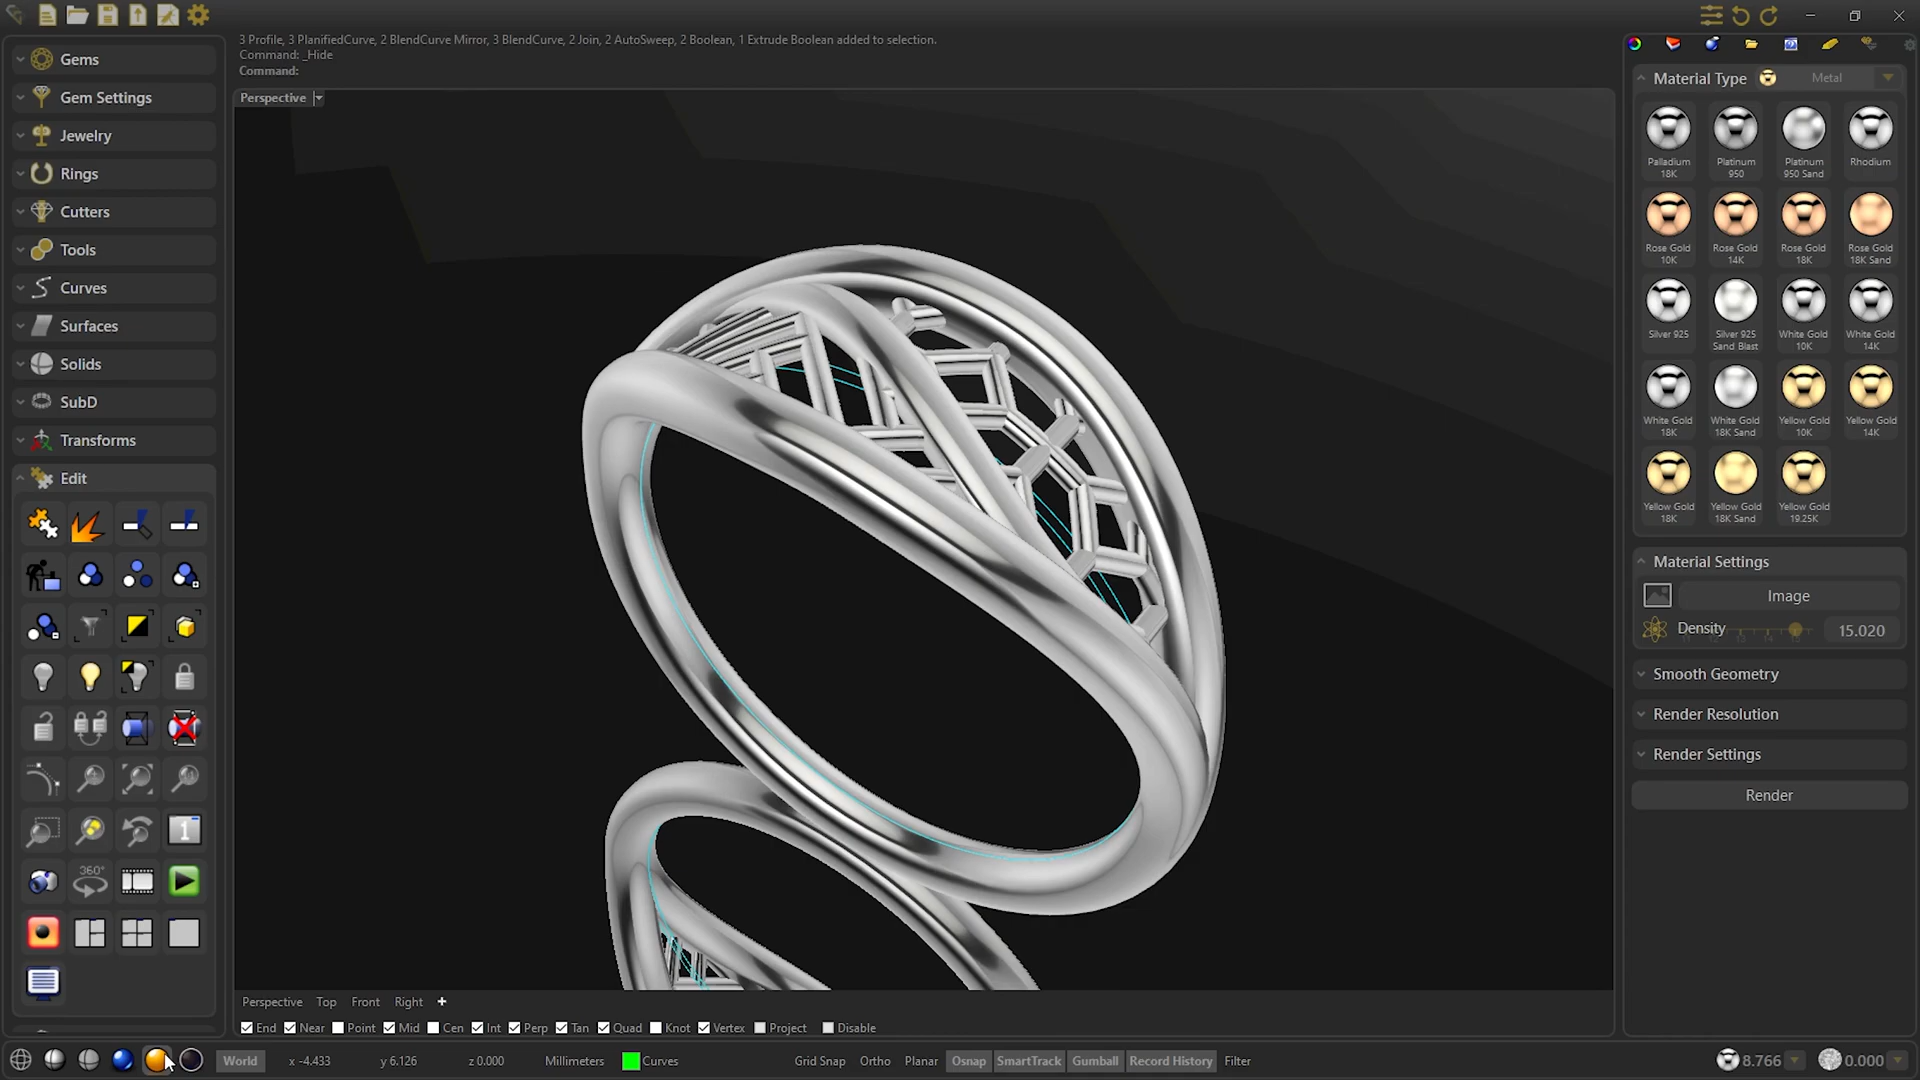 3 Profile, 3 PlanifiedCurve, 2 BlendCurve Mirror, 3 BlendCurve, 2 Join, 2 AutoSweep, 2 Boolean, 1 Extrude Boolean added to selection.
Command: _Hide
Command:
Perspective
Gems
Gem Settings
Jewelry
Rings
Cutters
Tools
Curves
Surfaces
Solids
SubD
Transforms
Edit
360°
1
Material Type Metal
Palladium 18K
Platinum 950
Platinum 950 Sand
Rhodium
Rose Gold 10K
Rose Gold 14K
Rose Gold 18K
Rose Gold 18K Sand
Silver 925
Silver 925 Sand Blast
White Gold 10K
White Gold 14K
White Gold 18K
White Gold 18K Sand
Yellow Gold 10K
Yellow Gold 14K
Yellow Gold 18K
Yellow Gold 18K Sand
Yellow Gold 19.25K
Material Settings
Image
Density 15.020
Smooth Geometry
Render Resolution
Render Settings
Render
Perspective Top Front Right
End Near Point Mid Cen Int Perp Tan Quad Knot Vertex Project Disable
World x -4.433 y 6.126 z 0.000 Millimeters Curves Grid Snap Ortho Planar Osnap SmartTrack Gumball Record History Filter 8.766 0.000